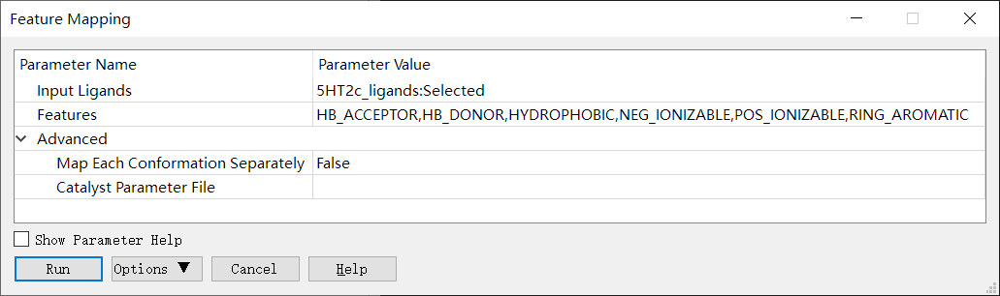 Feature Mapping
Parameter Name Parameter Value
Input Ligands 5HT2c_ligands:Selected
Features HB_ACCEPTOR,HB_DONOR,HYDROPHOBIC,NEG_IONIZABLE,POS_IONIZABLE,RING_AROMATIC
Advanced
Map Each Conformation Separately False
Catalyst Parameter File
Show Parameter Help
Run Options ▼ Cancel Help